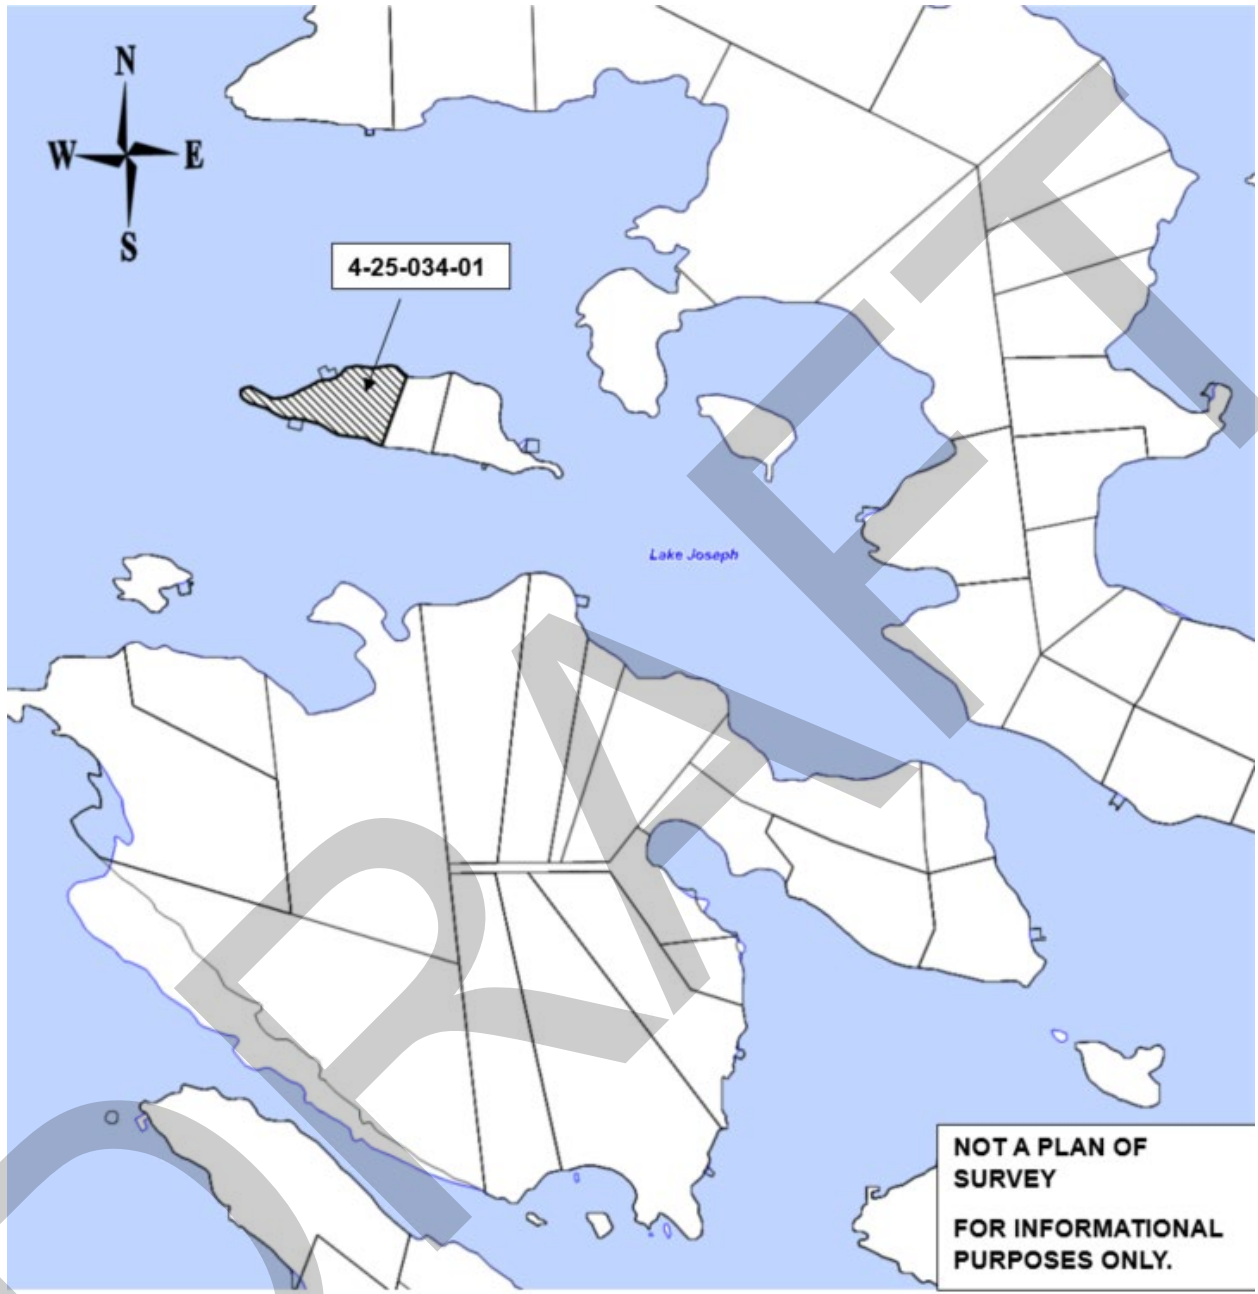 N
W E
S
4-25-034-01
Lake Joseph
DRAFT
NOT A PLAN OF
SURVEY
FOR INFORMATIONAL
PURPOSES ONLY.